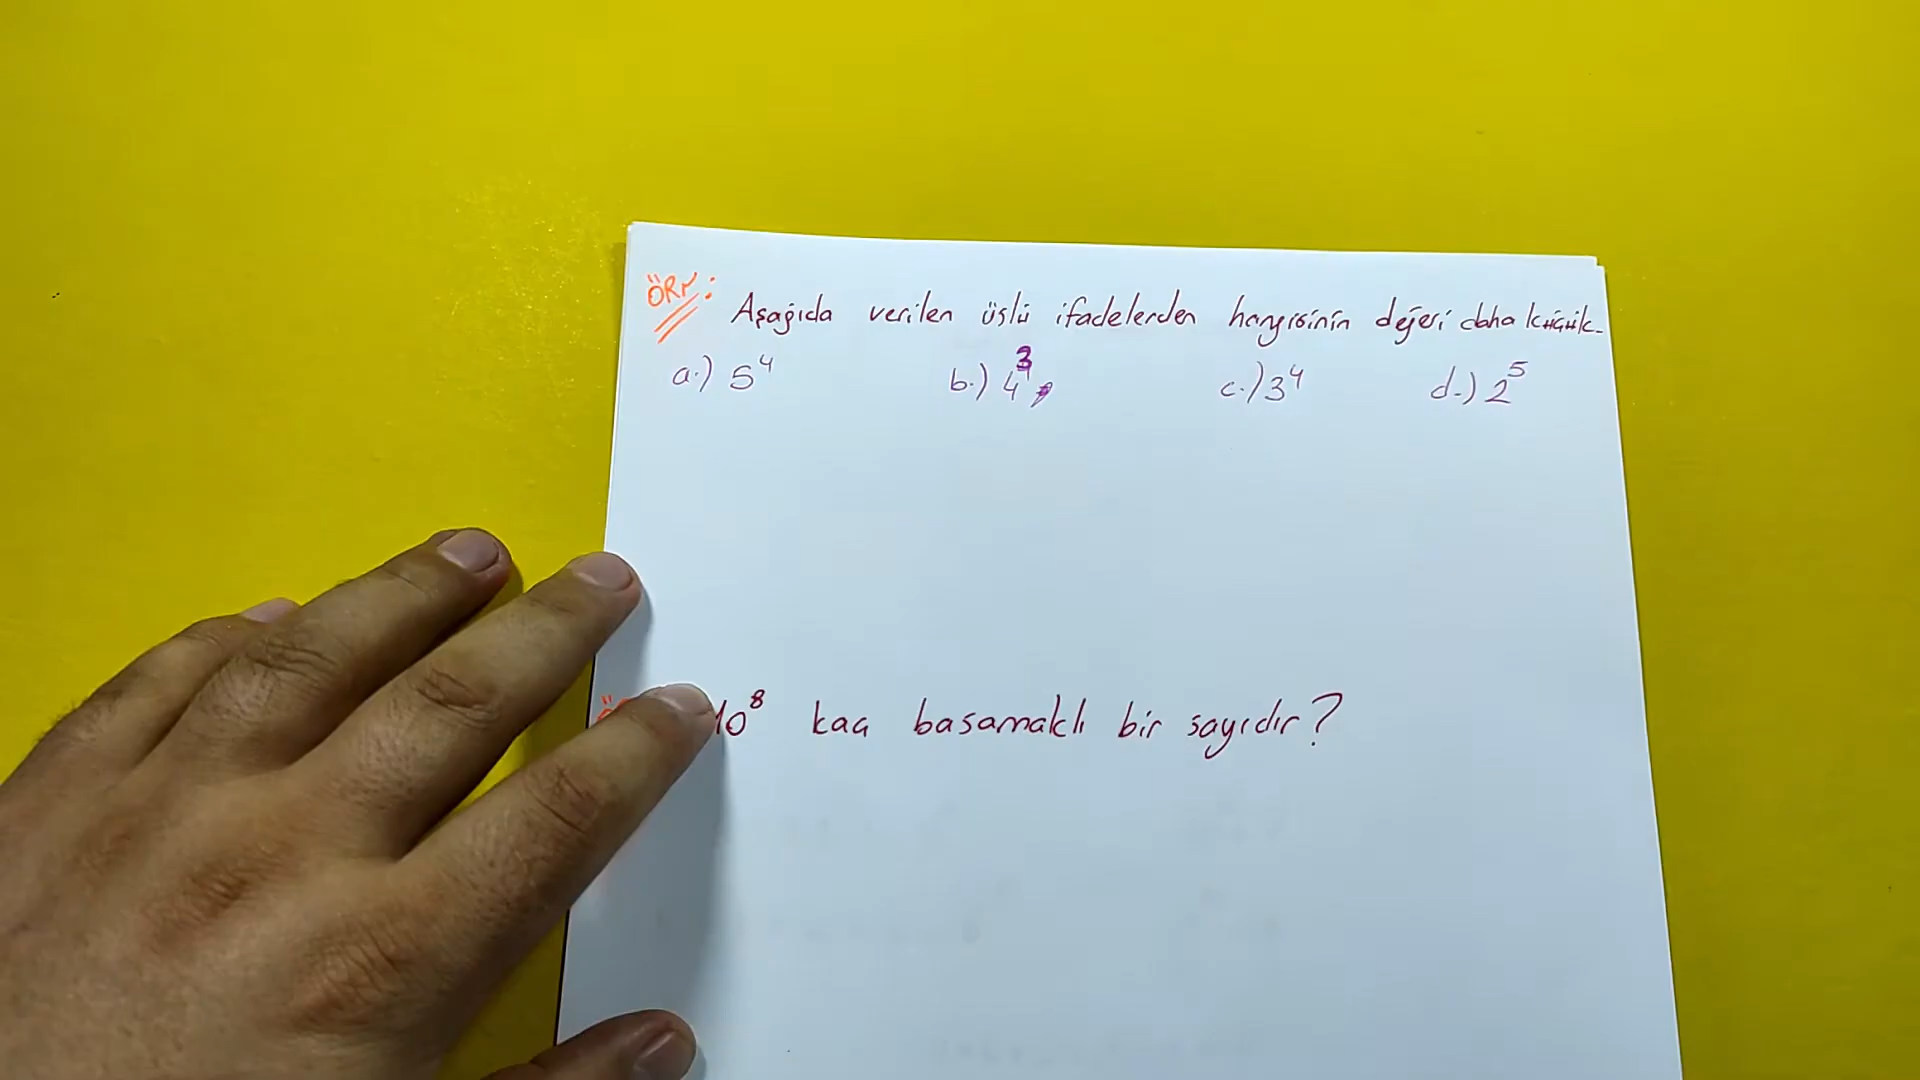 ÖRN: Aşağıda verilen üslü ifadelerden hangisinin değeri daha küçük
a.) 5⁴ b.) 4³ c.) 3⁴ d.) 2⁵
10⁸ kaç basamaklı bir sayıdır?